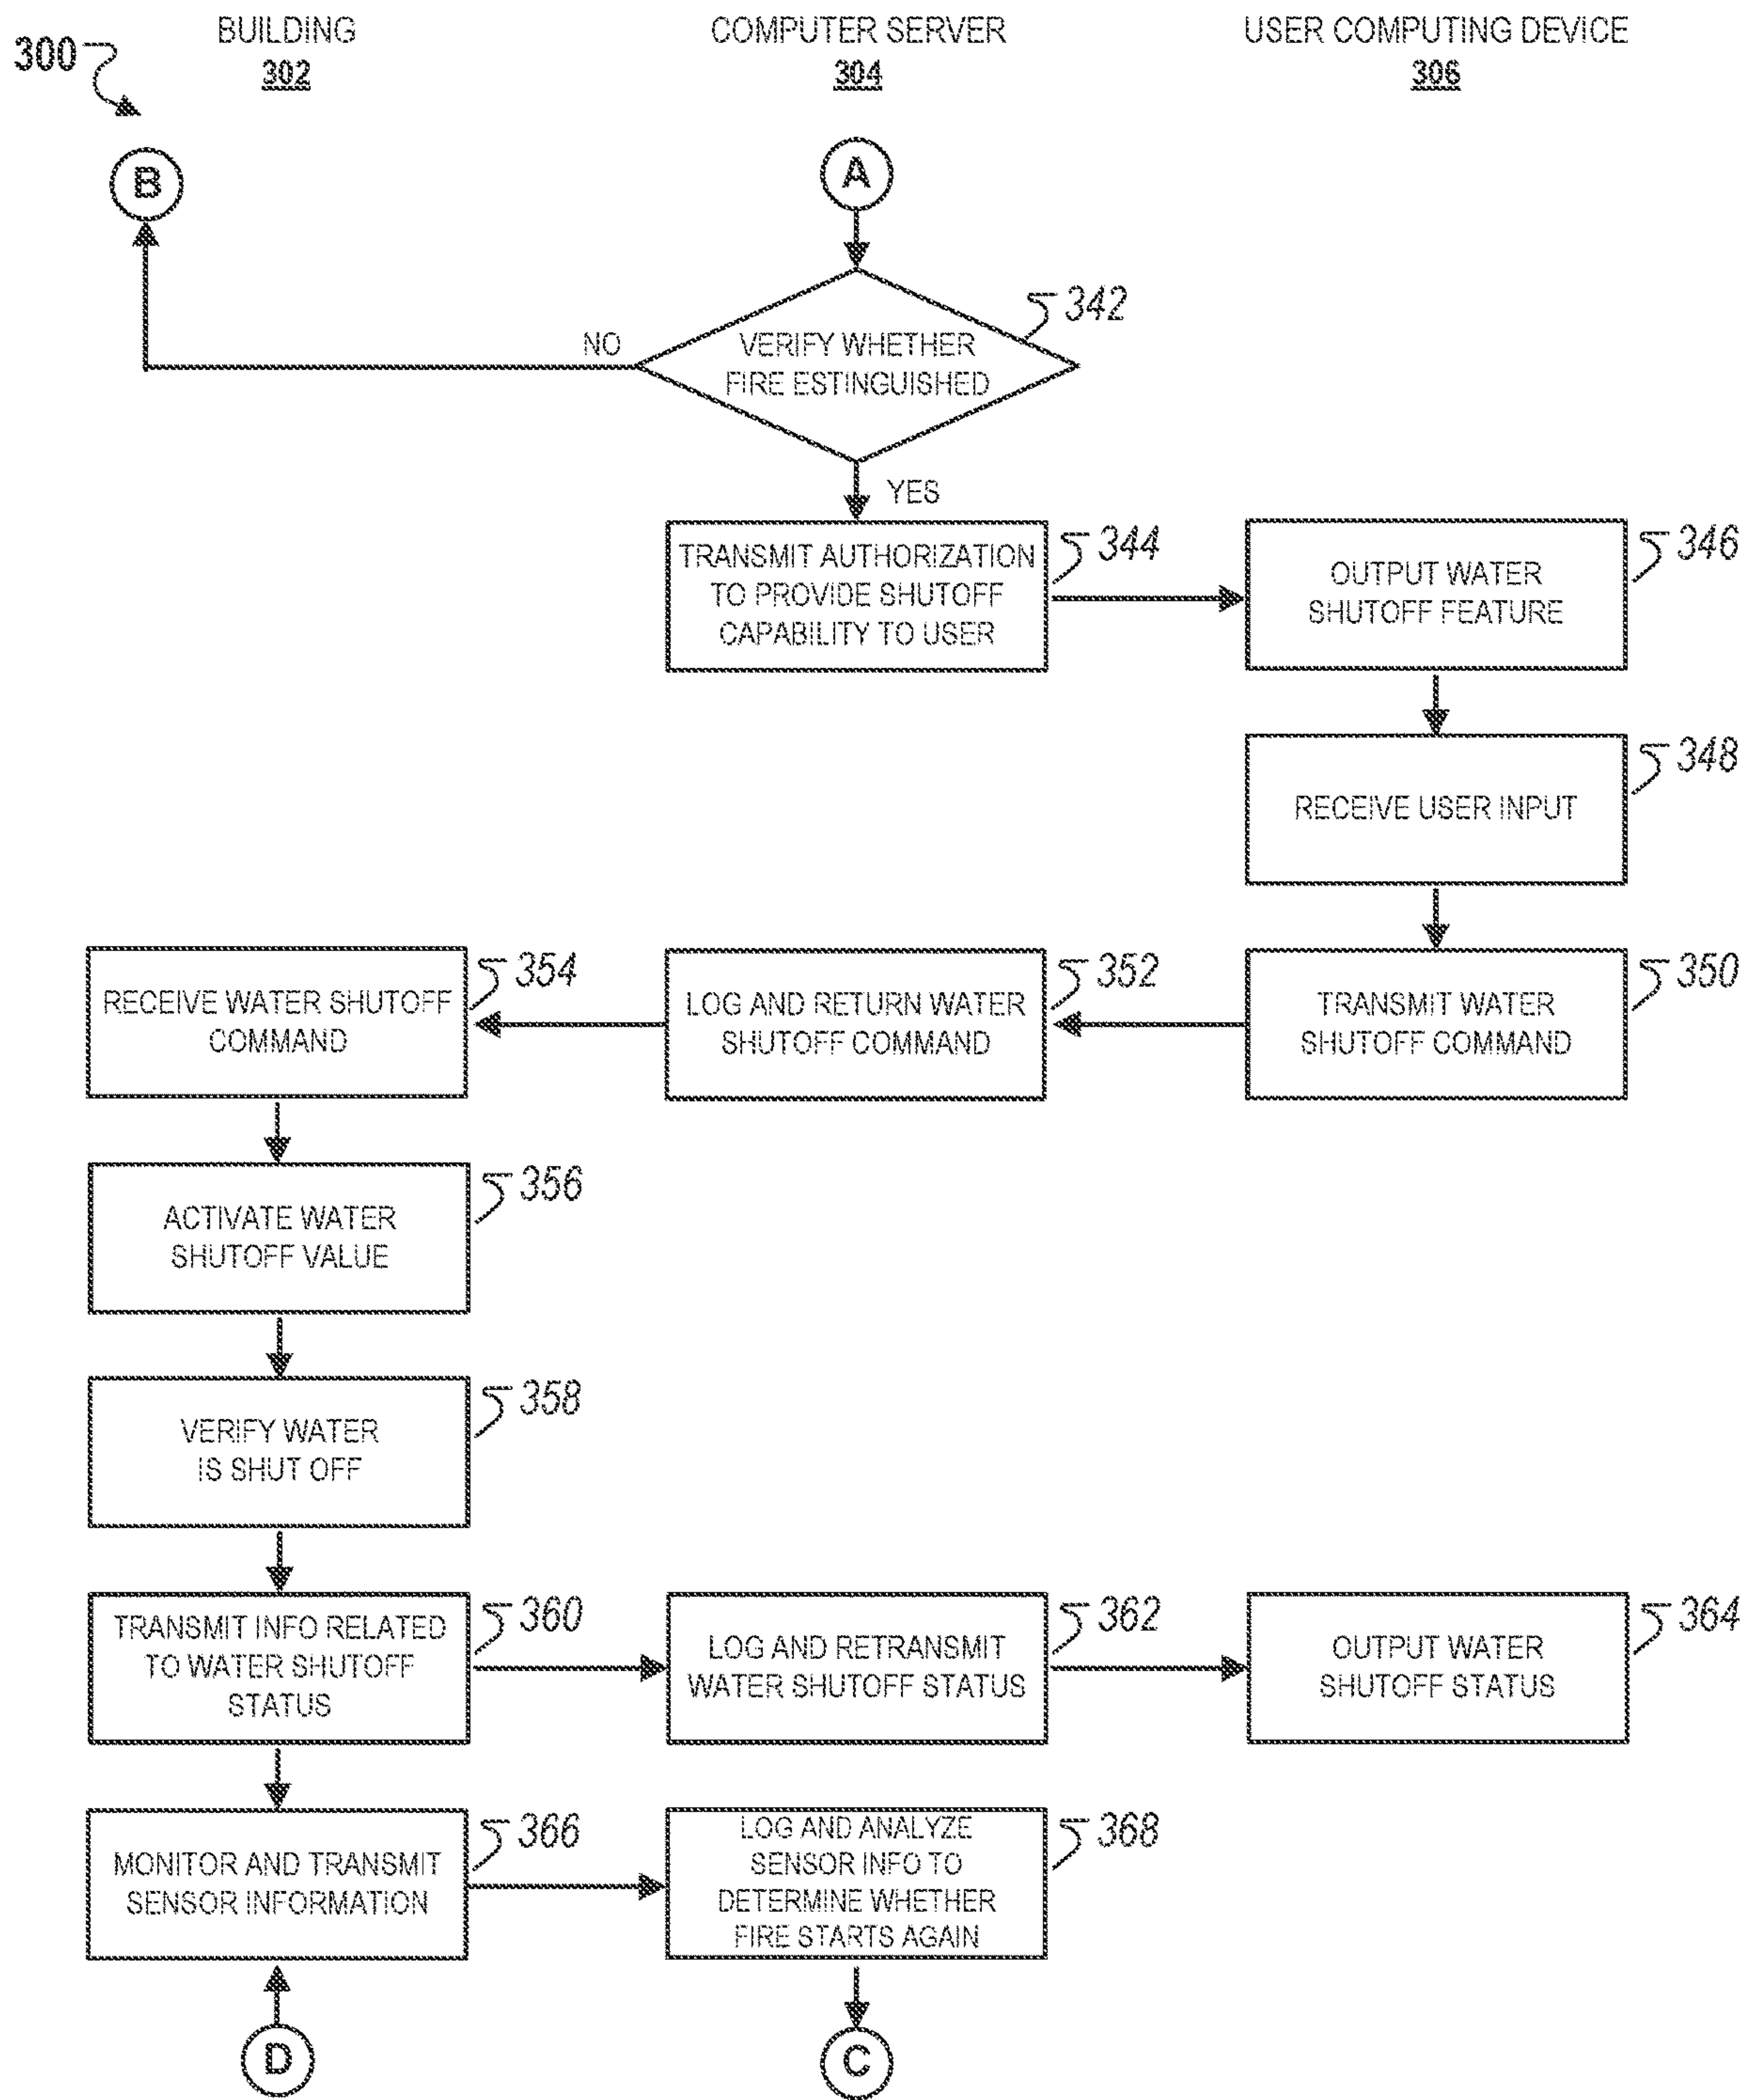 BUILDING
302
COMPUTER SERVER
304
USER COMPUTING DEVICE
306
300
B
A
342
VERIFY WHETHER
FIRE ESTINGUISHED
NO
YES
TRANSMIT AUTHORIZATION
TO PROVIDE SHUTOFF
CAPABILITY TO USER
344
OUTPUT WATER
SHUTOFF FEATURE
346
RECEIVE USER INPUT
348
RECEIVE WATER SHUTOFF
COMMAND
354
LOG AND RETURN WATER
SHUTOFF COMMAND
352
TRANSMIT WATER
SHUTOFF COMMAND
350
ACTIVATE WATER
SHUTOFF VALUE
356
VERIFY WATER
IS SHUT OFF
358
TRANSMIT INFO RELATED
TO WATER SHUTOFF
STATUS
360
LOG AND RETRANSMIT
WATER SHUTOFF STATUS
362
OUTPUT WATER
SHUTOFF STATUS
364
MONITOR AND TRANSMIT
SENSOR INFORMATION
366
LOG AND ANALYZE
SENSOR INFO TO
DETERMINE WHETHER
FIRE STARTS AGAIN
368
D
C